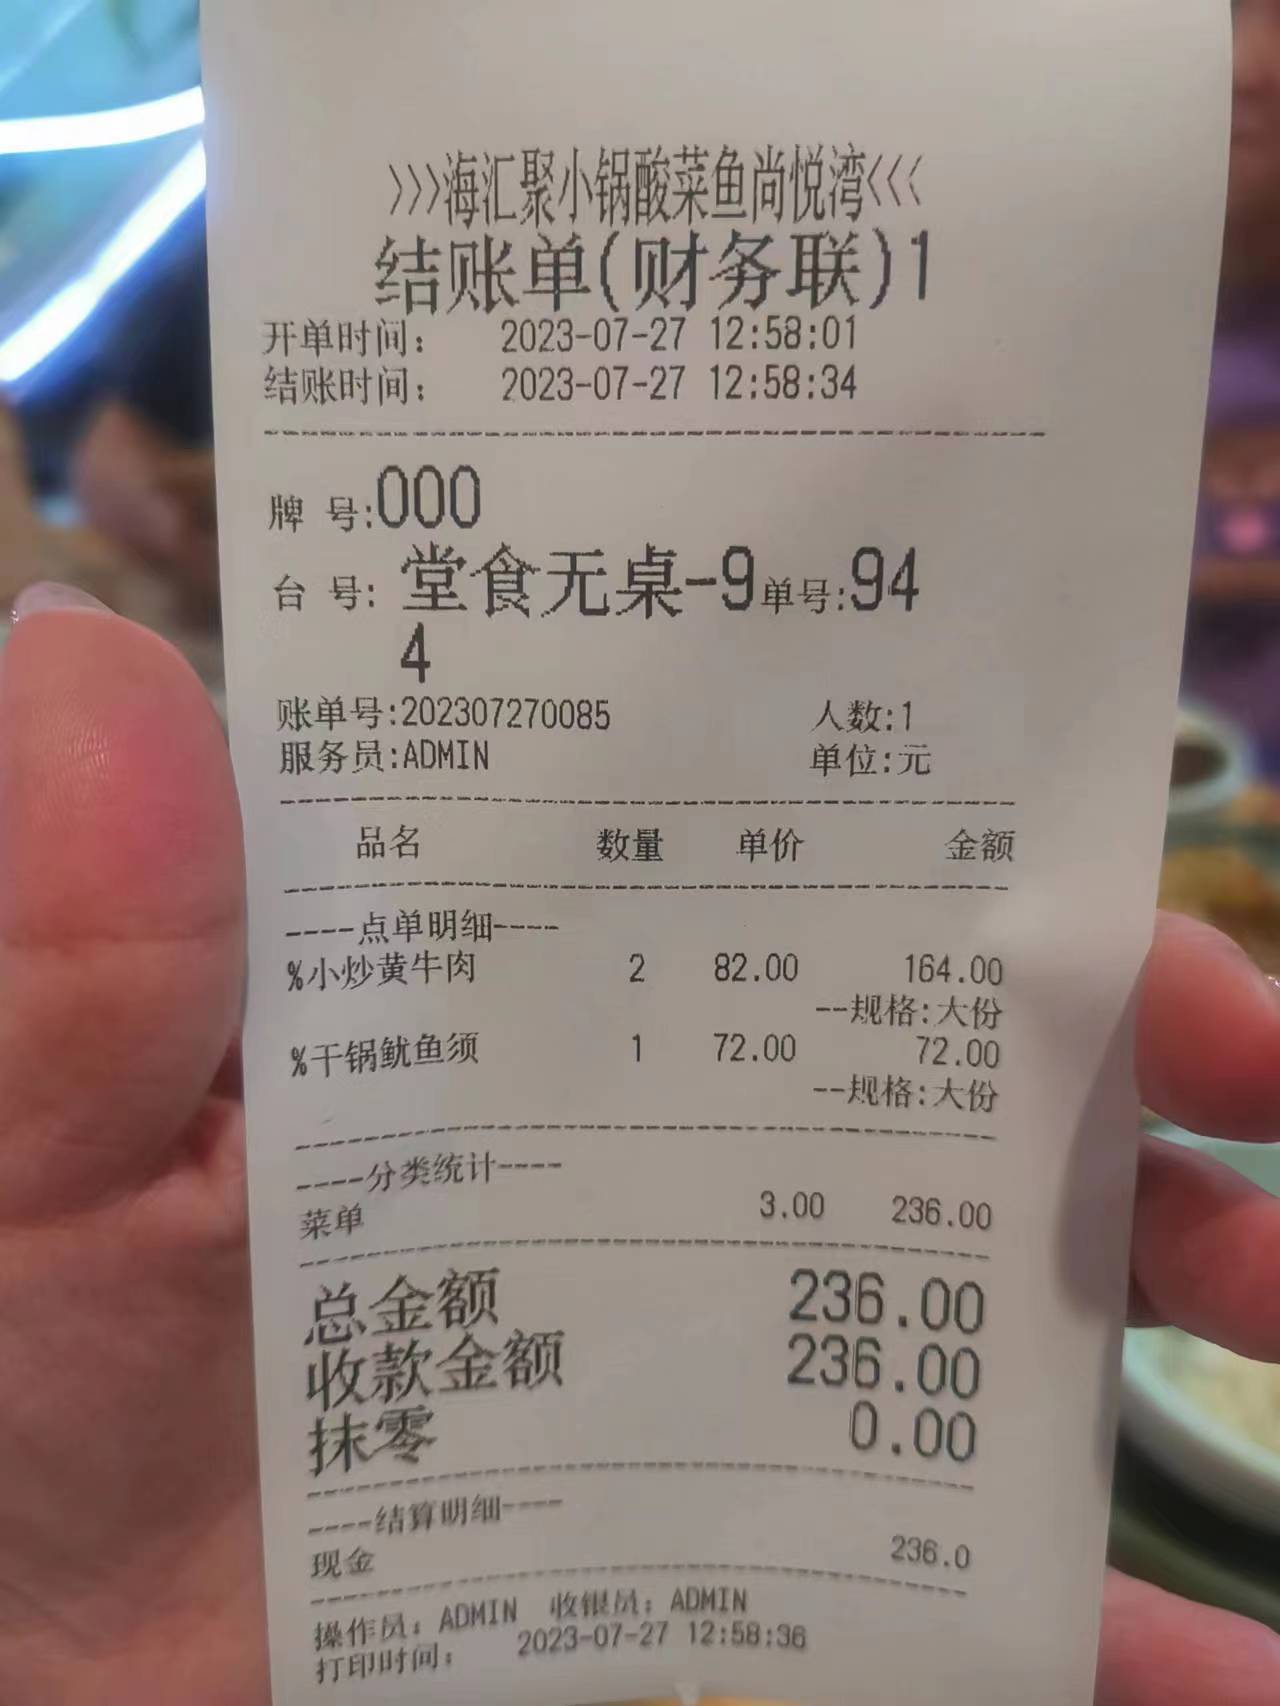 >>>海汇聚小锅酸菜鱼尚悦湾<<<
结账单(财务联)1
开单时间: 2023-07-27 12:58:01
结账时间: 2023-07-27 12:58:34
牌 号:000
台 号: 堂食无桌-9单号:94
4
账单号:202307270085 人数:1
服务员:ADMIN 单位:元
品名 数量 单价 金额
----点单明细----
%小炒黄牛肉 2 82.00 164.00
--规格:大份
%干锅鱿鱼须 1 72.00 72.00
--规格:大份
----分类统计----
菜单 3.00 236.00
总金额 236.00
收款金额 236.00
抹零 0.00
----结算明细----
现金 236.0
操作员: ADMIN 收银员: ADMIN
打印时间: 2023-07-27 12:58:36